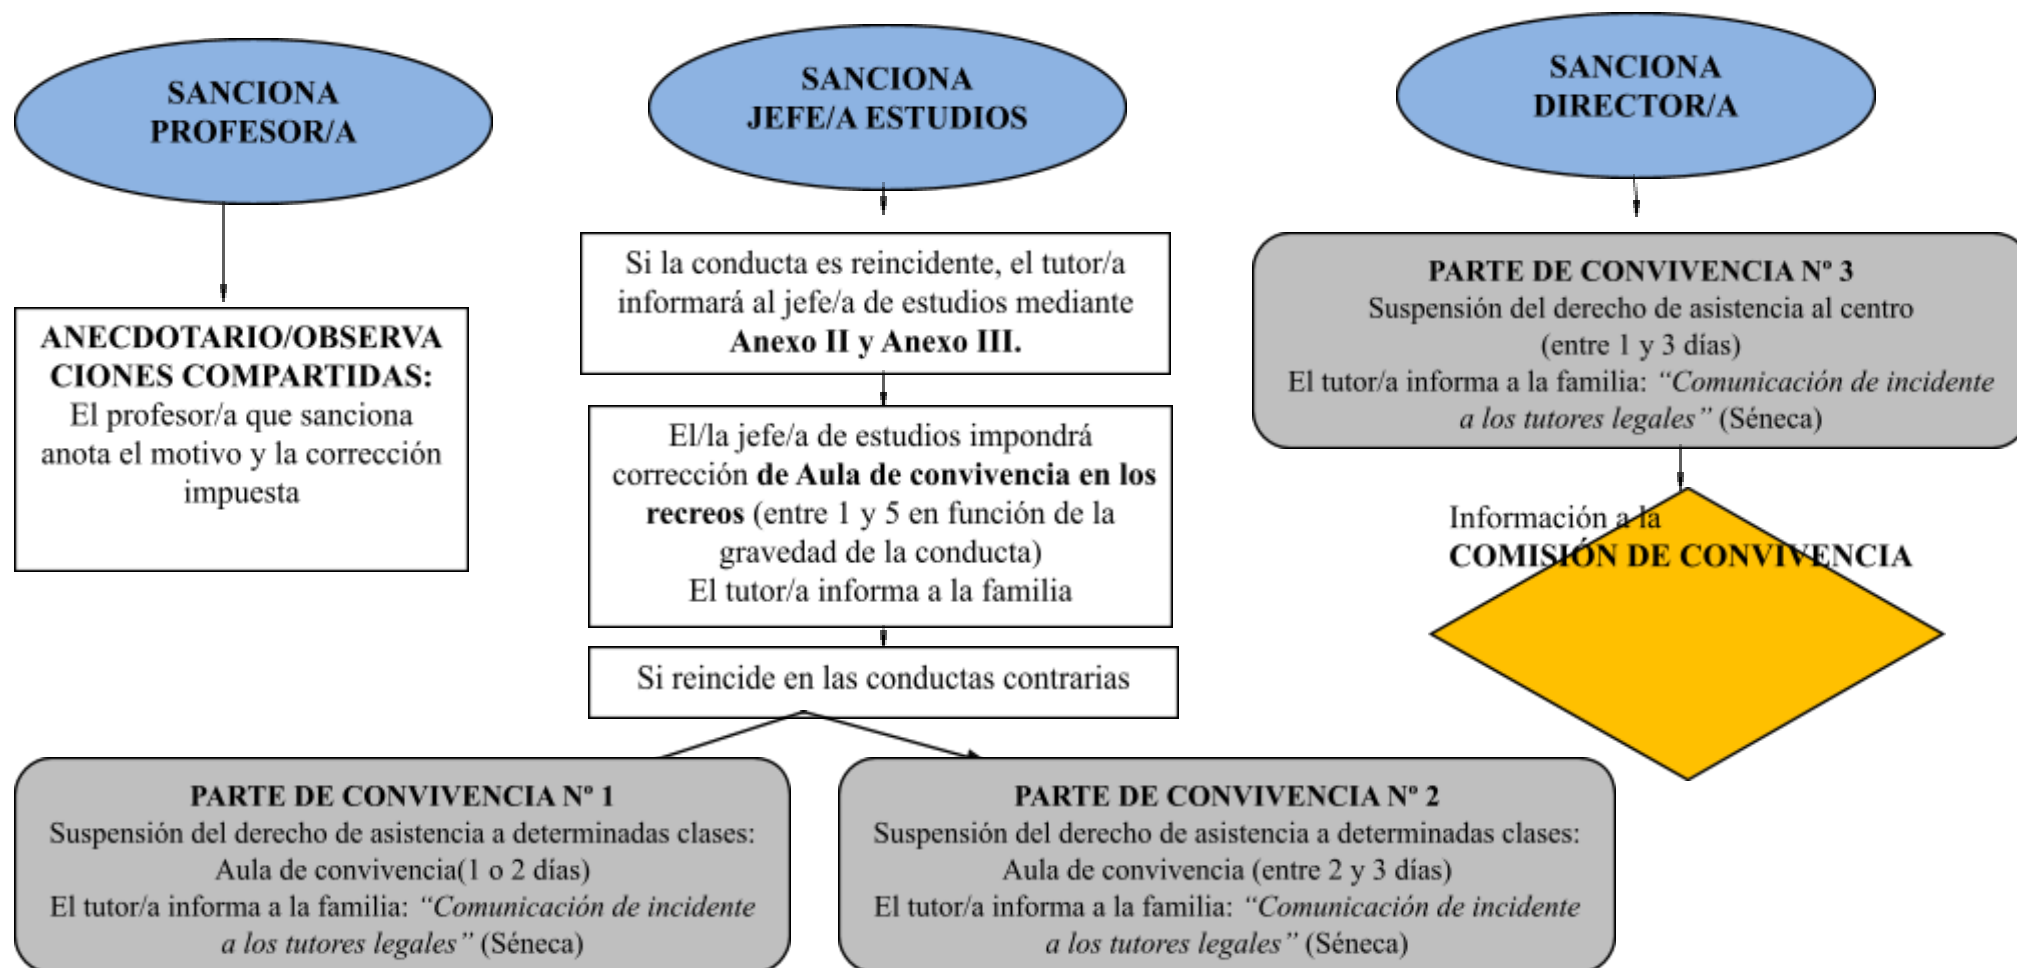 SANCIONA
PROFESOR/A
ANECDOTARIO/OBSERVA
CIONES COMPARTIDAS:
El profesor/a que sanciona
anota el motivo y la corrección
impuesta
SANCIONA
JEFE/A ESTUDIOS
Si la conducta es reincidente, el tutor/a
informará al jefe/a de estudios mediante
Anexo II y Anexo III.
El/la jefe/a de estudios impondrá
corrección de Aula de convivencia en los
recreos (entre 1 y 5 en función de la
gravedad de la conducta)
El tutor/a informa a la familia
Si reincide en las conductas contrarias
PARTE DE CONVIVENCIA Nº 1
Suspensión del derecho de asistencia a determinadas clases:
Aula de convivencia(1 o 2 días)
El tutor/a informa a la familia: “Comunicación de incidente
a los tutores legales” (Séneca)
PARTE DE CONVIVENCIA Nº 2
Suspensión del derecho de asistencia a determinadas clases:
Aula de convivencia (entre 2 y 3 días)
El tutor/a informa a la familia: “Comunicación de incidente
a los tutores legales” (Séneca)
SANCIONA
DIRECTOR/A
PARTE DE CONVIVENCIA Nº 3
Suspensión del derecho de asistencia al centro
(entre 1 y 3 días)
El tutor/a informa a la familia: “Comunicación de incidente
a los tutores legales” (Séneca)
Información a la
COMISIÓN DE CONVIVENCIA